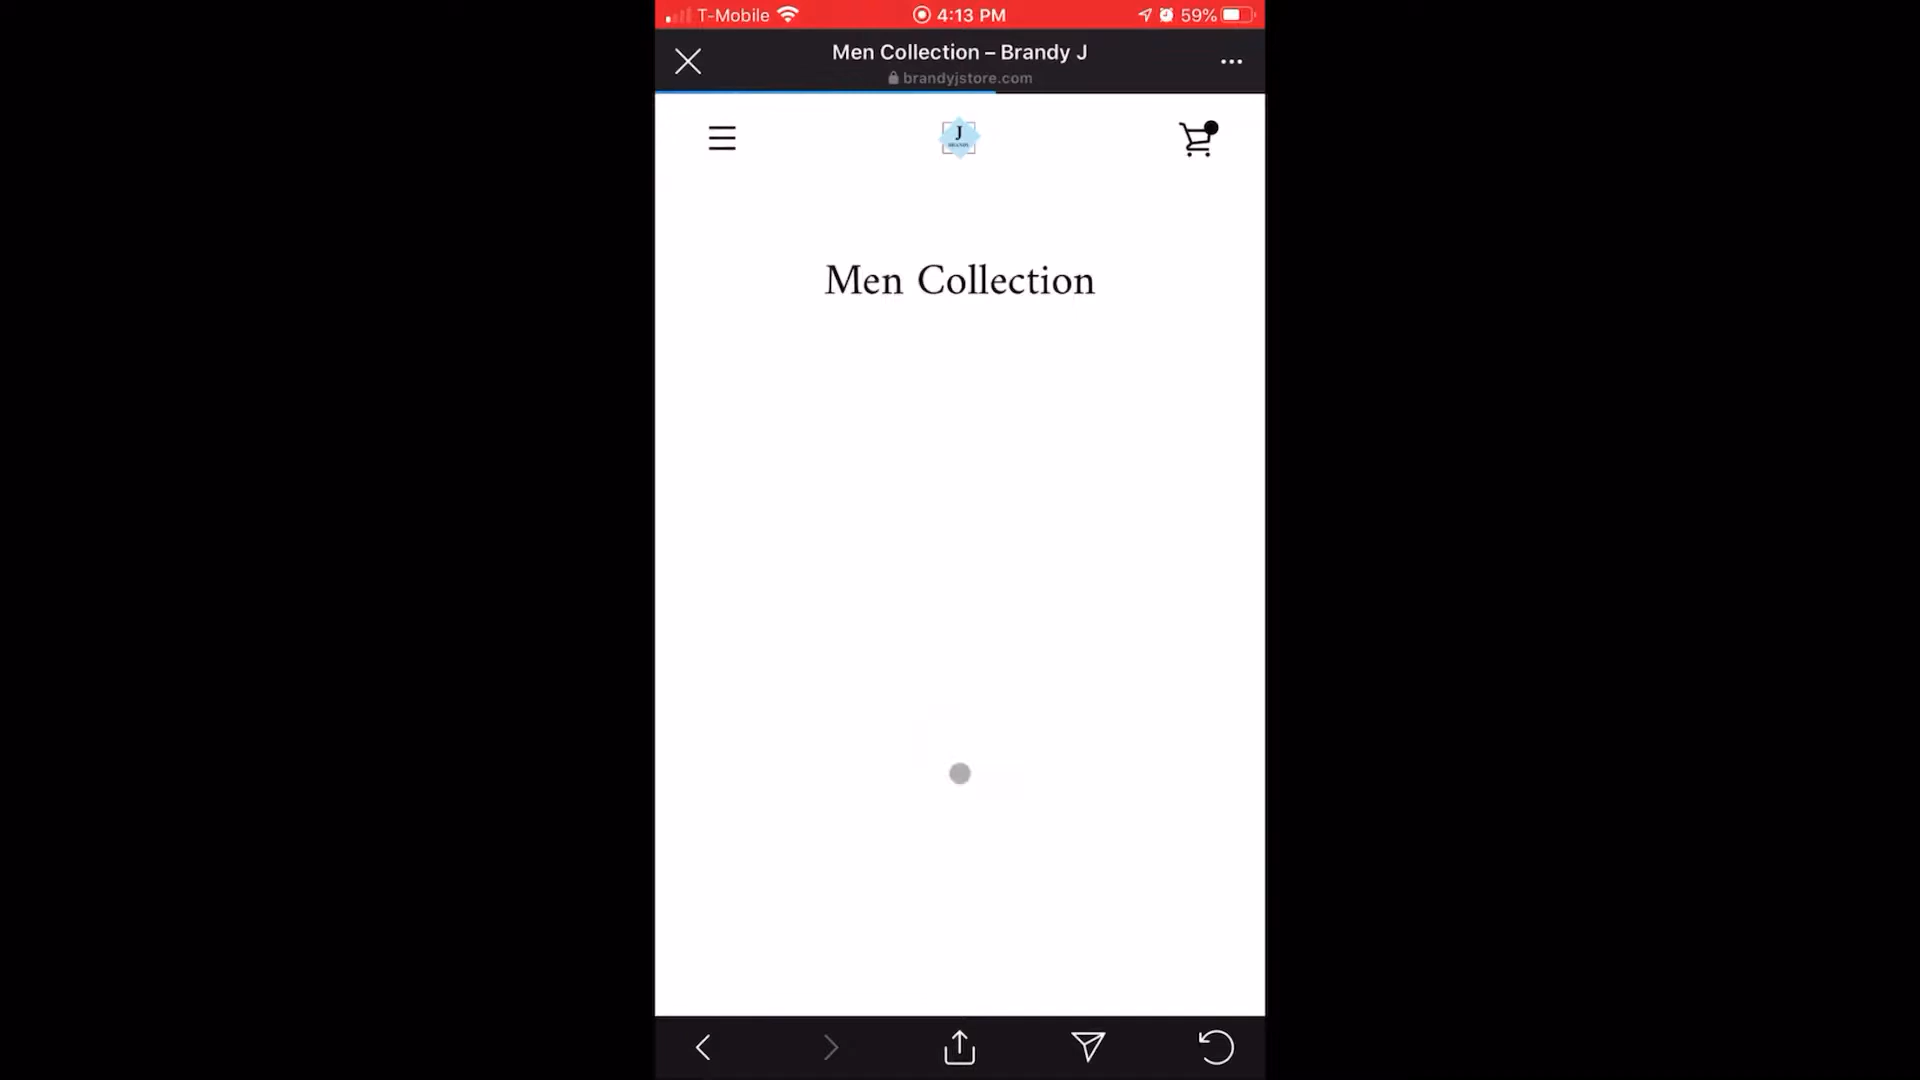 T-Mobile 4:13 PM 59%
Men Collection – Brandy J
brandyjstore.com
J
Men Collection